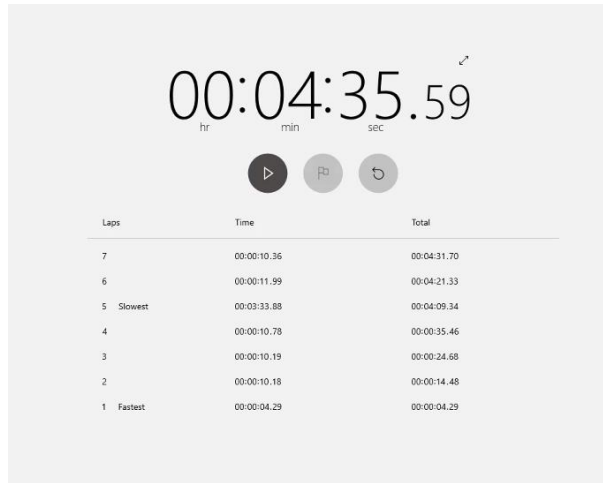 00:04:35.59
hr min sec
Laps Time Total
7 00:00:10.36 00:04:31.70
6 00:00:11.99 00:04:21.33
5 Slowest 00:03:33.88 00:04:09.34
4 00:00:10.78 00:00:35.46
3 00:00:10.19 00:00:24.68
2 00:00:10.18 00:00:14.48
1 Fastest 00:00:04.29 00:00:04.29